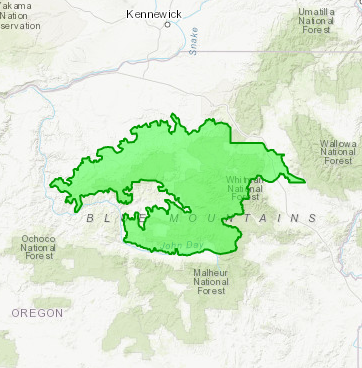 Yakama
Nation
Reservation
Kennewick
Snake
Umatilla
National
Forest
Wallowa
National
Forest
Whitman
National
Forest
BLUE MOUNTAINS
Ochoco
National
Forest
John Day
Malheur
National
Forest
OREGON